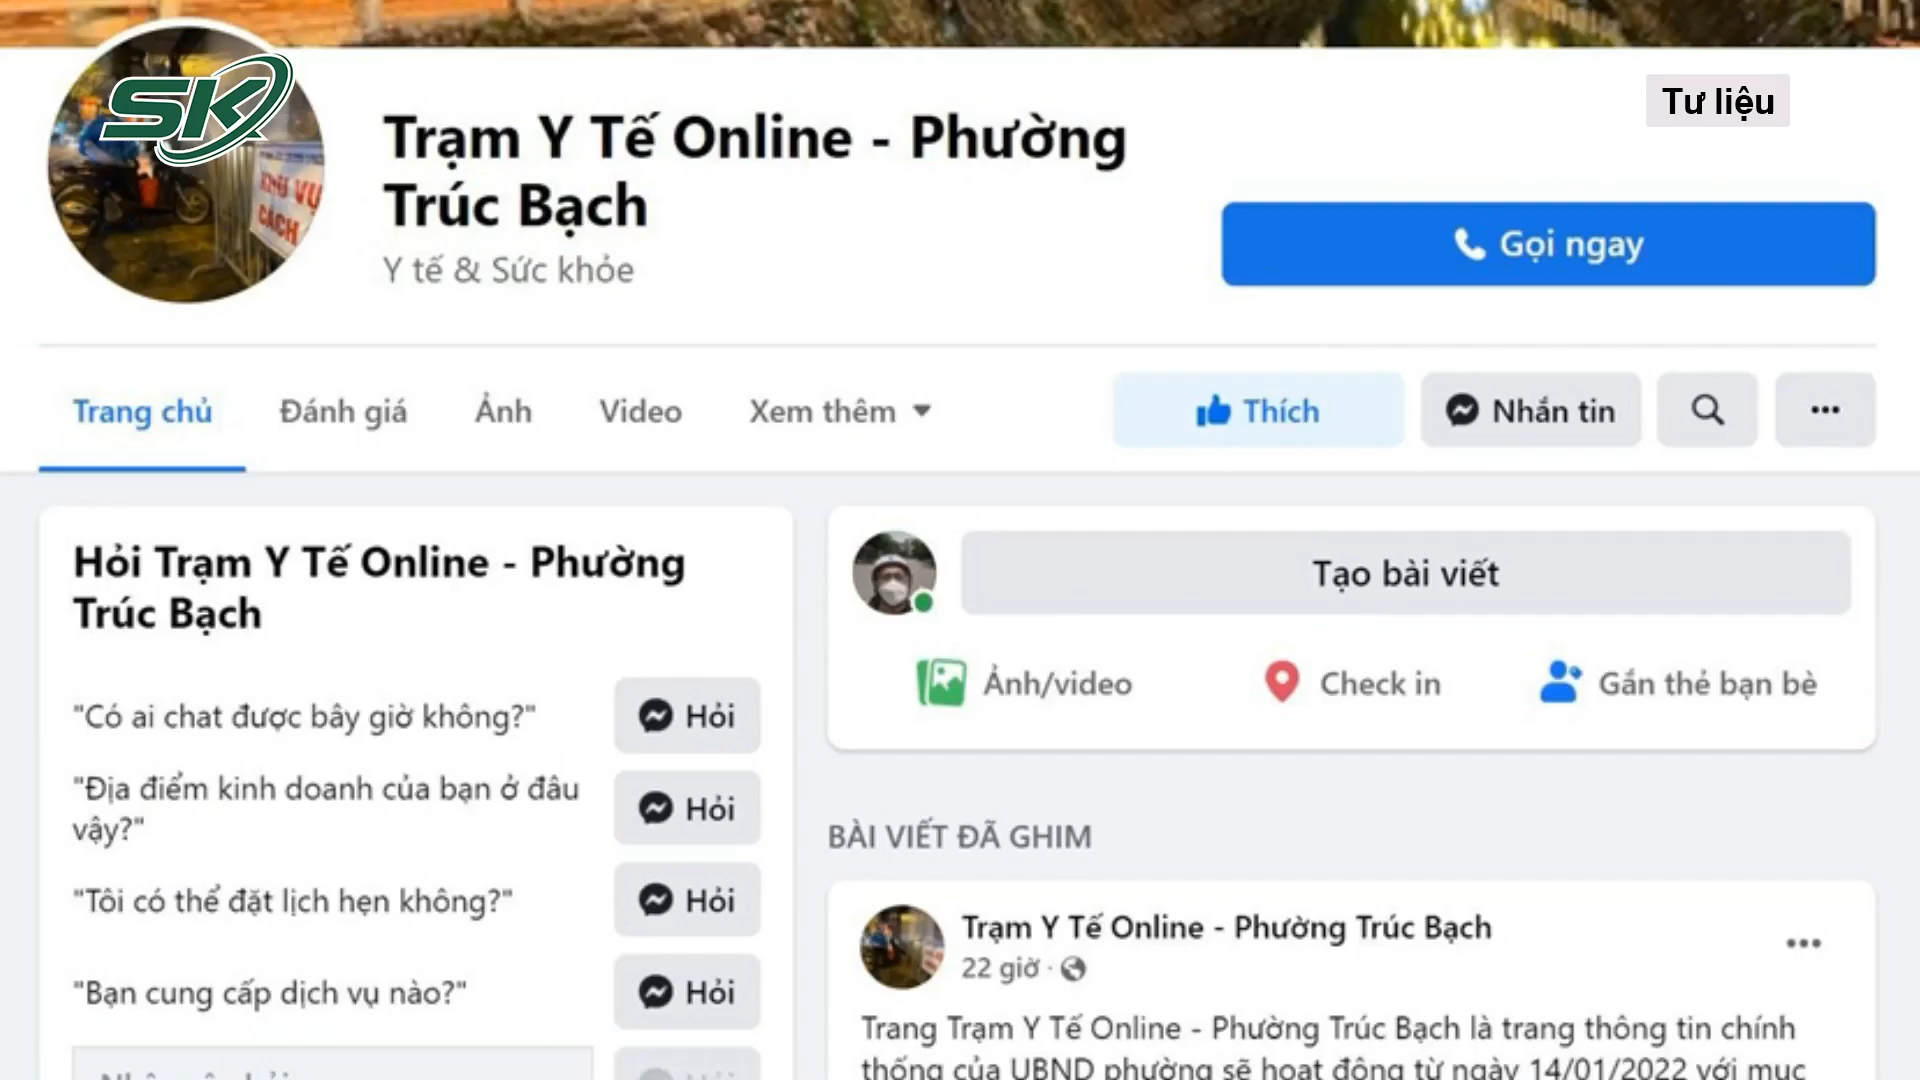 SK
Tư liệu
Trạm Y Tế Online - Phường
Trúc Bạch
Y tế & Sức khỏe
Gọi ngay
Trang chủ
Đánh giá
Ảnh
Video
Xem thêm
Thích
Nhắn tin
Hỏi Trạm Y Tế Online - Phường
Trúc Bạch
"Có ai chat được bây giờ không?"
Hỏi
"Địa điểm kinh doanh của bạn ở đâu
vậy?"
Hỏi
"Tôi có thể đặt lịch hẹn không?"
Hỏi
"Bạn cung cấp dịch vụ nào?"
Hỏi
Tạo bài viết
Ảnh/video
Check in
Gắn thẻ bạn bè
BÀI VIẾT ĐÃ GHIM
Trạm Y Tế Online - Phường Trúc Bạch
22 giờ ·
Trang Trạm Y Tế Online - Phường Trúc Bạch là trang thông tin chính
thống của UBND phường sẽ hoạt động từ ngày 14/01/2022 với mục